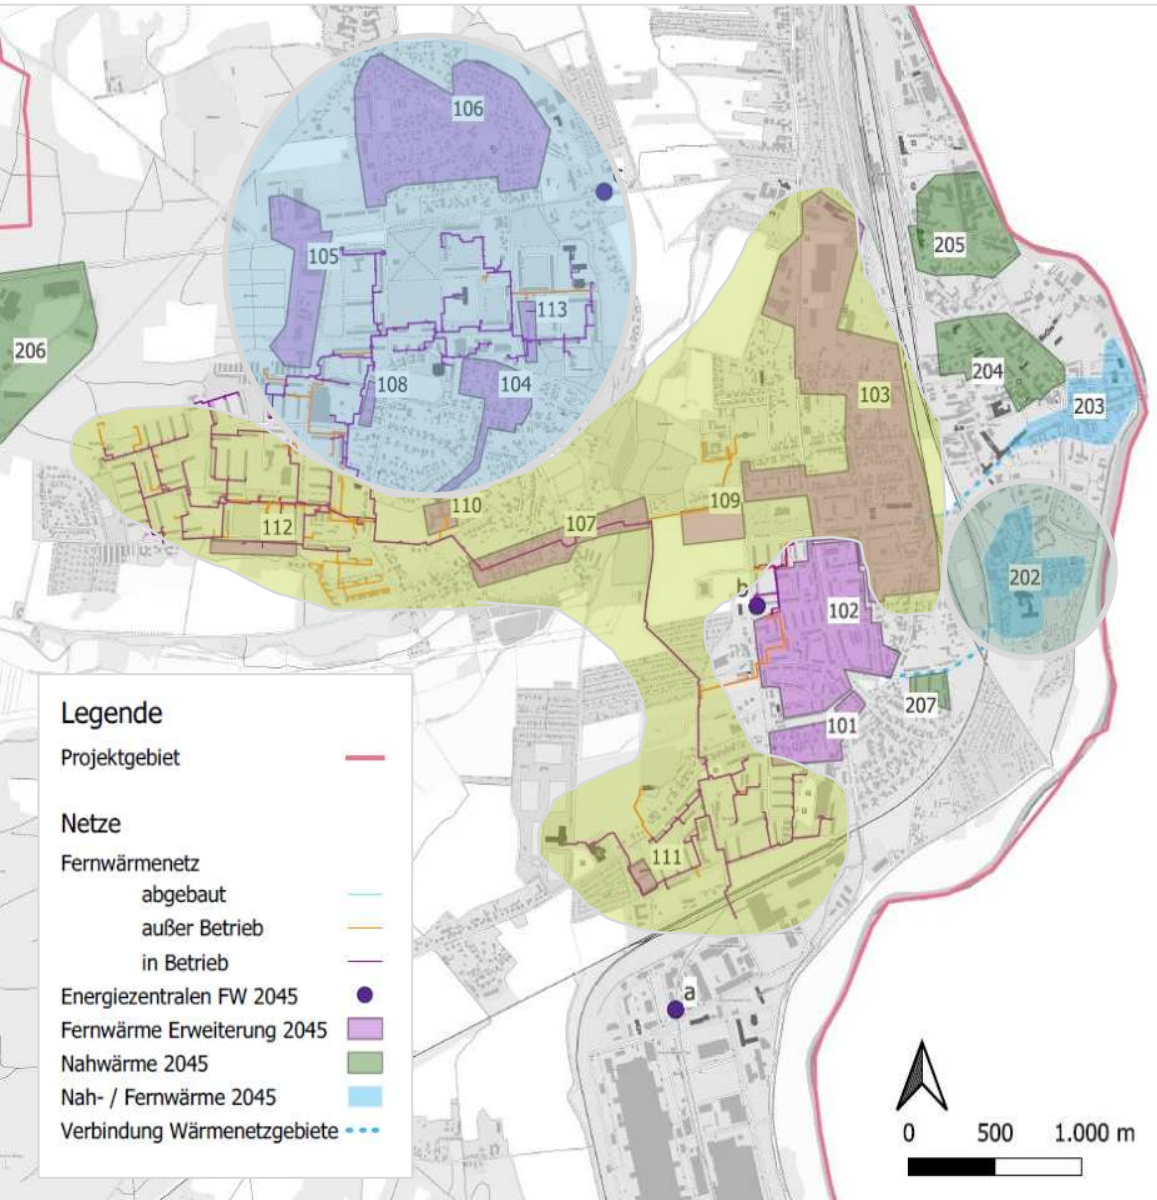 106
205
105
113
206
204
104
108
103
203
110
109
107
112
202
b
102
207
101
111
a
Legende
Projektgebiet
Netze
Fernwärmenetz
abgebaut
außer Betrieb
in Betrieb
Energiezentralen FW 2045
Fernwärme Erweiterung 2045
Nahwärme 2045
Nah- / Fernwärme 2045
Verbindung Wärmenetzgebiete
0 500 1.000 m